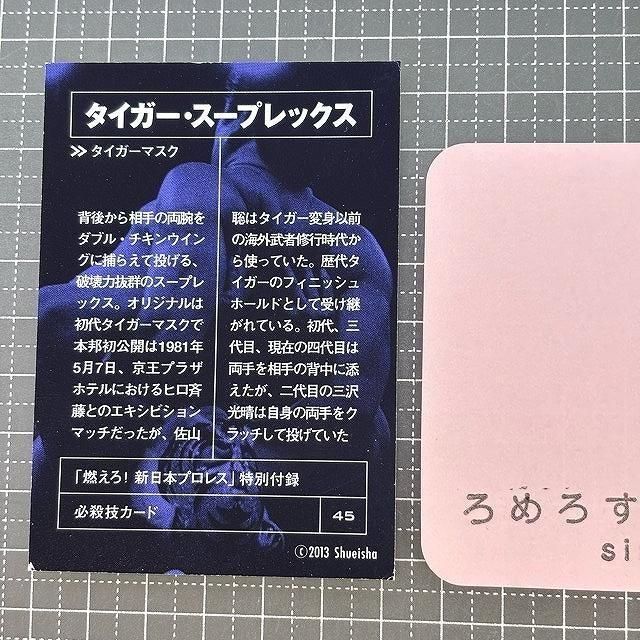 タイガー・スープレックス
≫ タイガーマスク
背後から相手の両腕を
ダブル・チキンウイン
グに捕らえて投げる、
破壊力抜群のスープレ
ックス。オリジナルは
初代タイガーマスクで
本邦初公開は1981年
5月7日、京王プラザ
ホテルにおけるヒロ斉
藤とのエキシビション
マッチだったが、佐山
聡はタイガー変身以前
の海外武者修行時代か
ら使っていた。歴代タ
イガーのフィニッシュ
ホールドとして受け継
がれている。初代、三
代目、現在の四代目は
両手を相手の背中に添
えたが、二代目の三沢
光晴は自身の両手をク
ラッチして投げていた
「燃えろ! 新日本プロレス」特別付録
必殺技カード 45
©2013 Shueisha
ろめろす
si